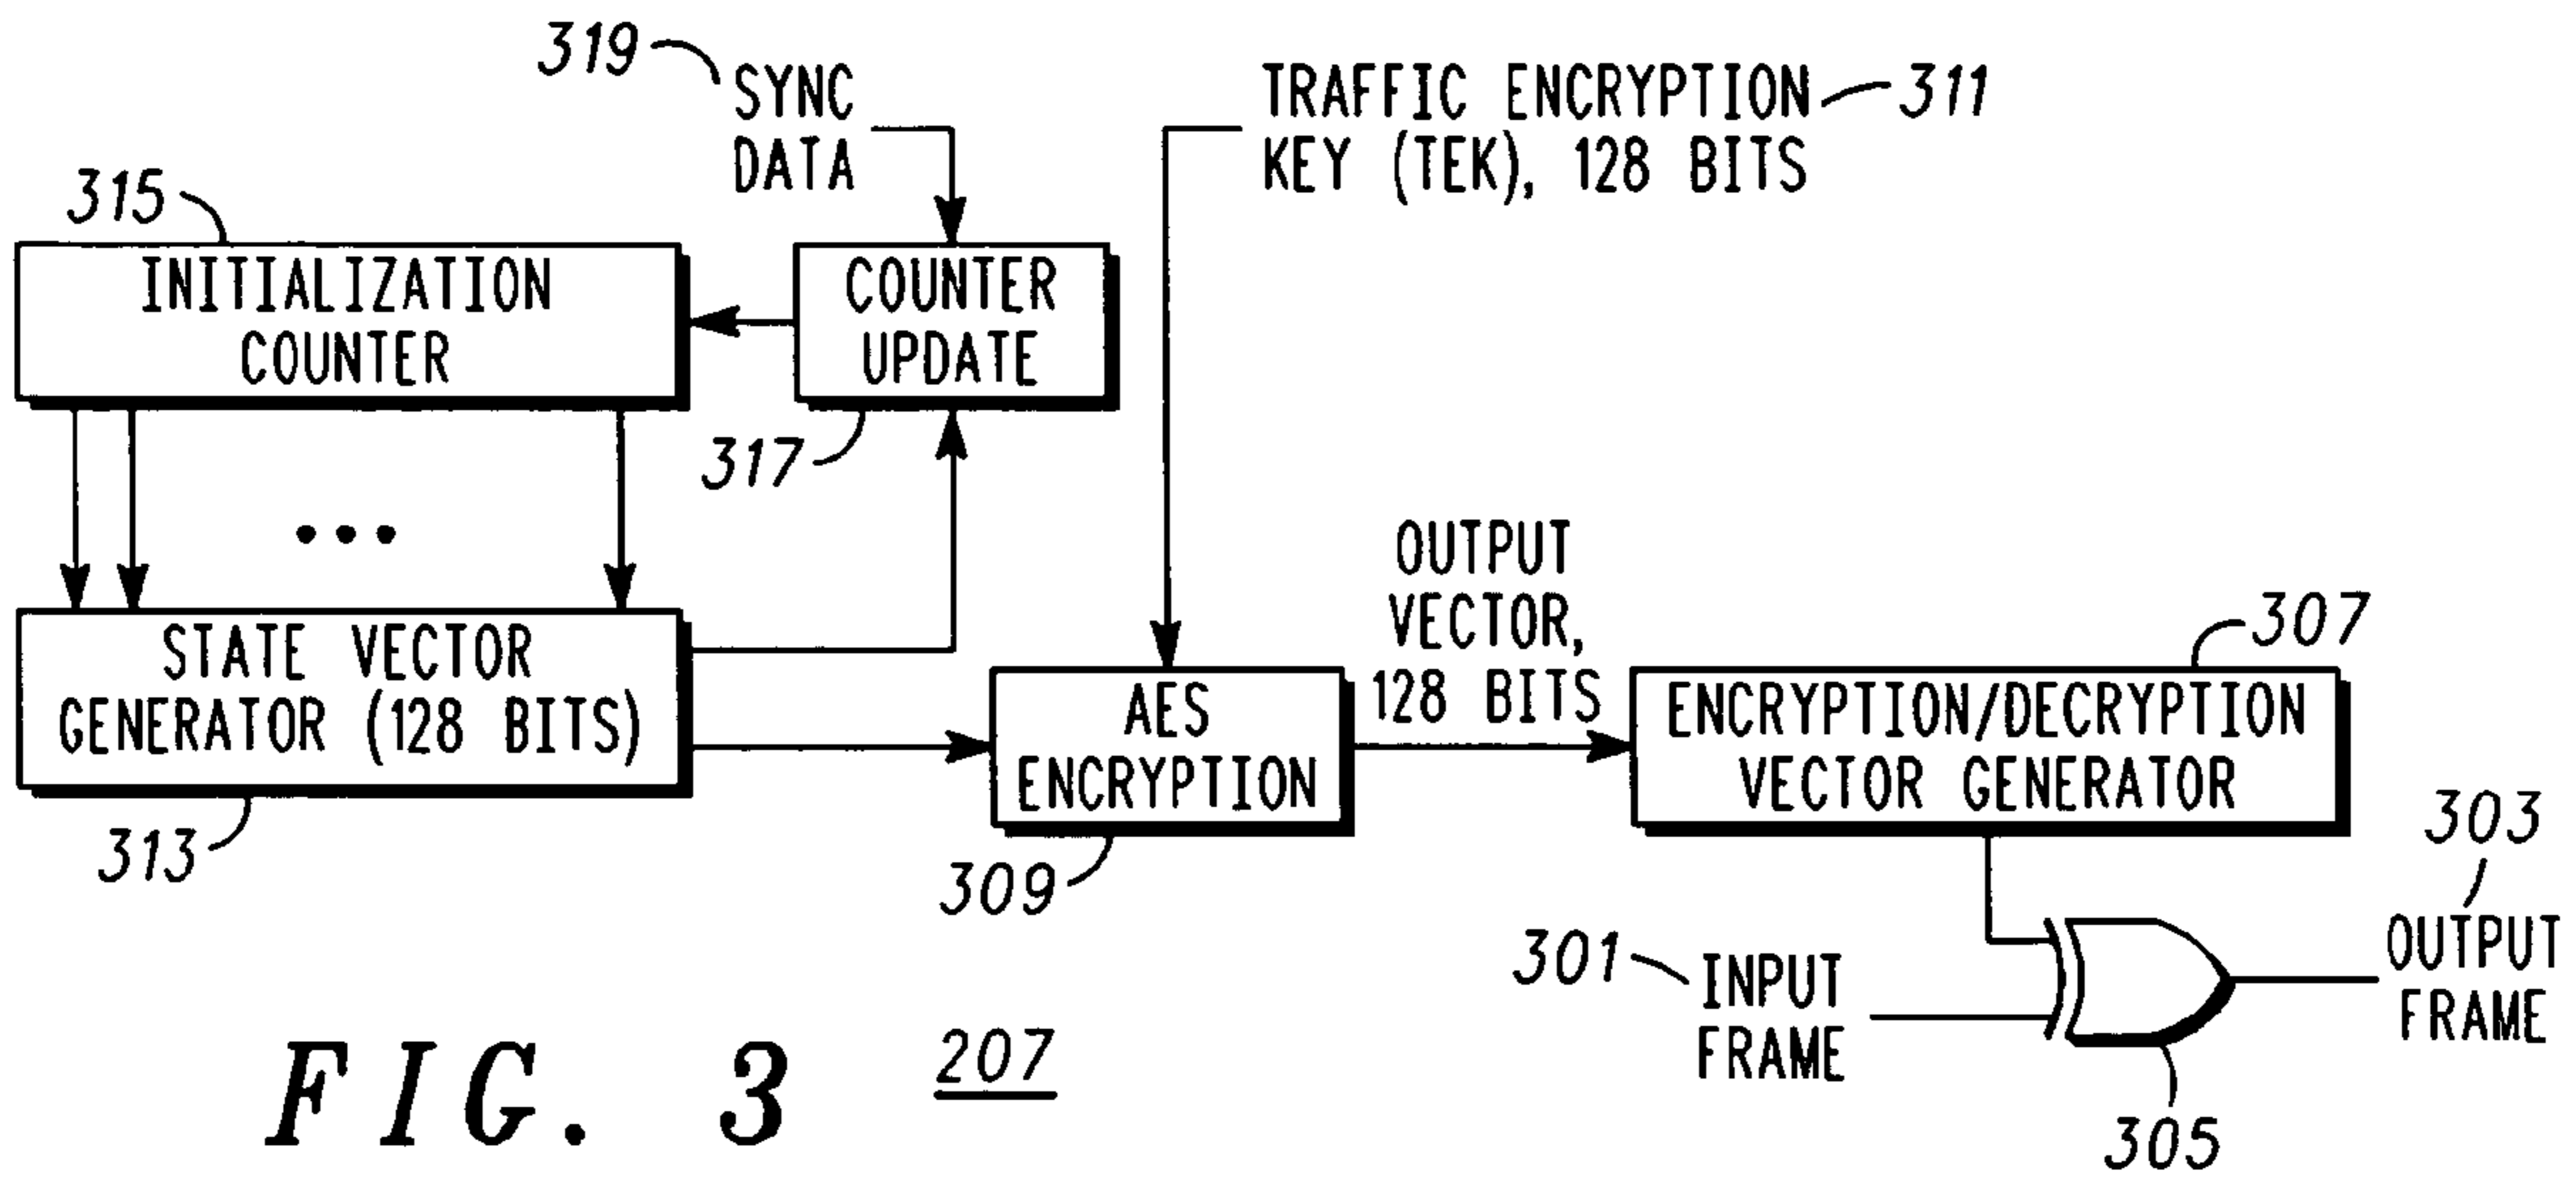 319
SYNC
DATA
TRAFFIC ENCRYPTION
KEY (TEK), 128 BITS
311
315
INITIALIZATION
COUNTER
COUNTER
UPDATE
317
STATE VECTOR
GENERATOR (128 BITS)
313
AES
ENCRYPTION
309
OUTPUT
VECTOR,
128 BITS
307
ENCRYPTION/DECRYPTION
VECTOR GENERATOR
303
OUTPUT
FRAME
301
INPUT
FRAME
305
FIG. 3
207